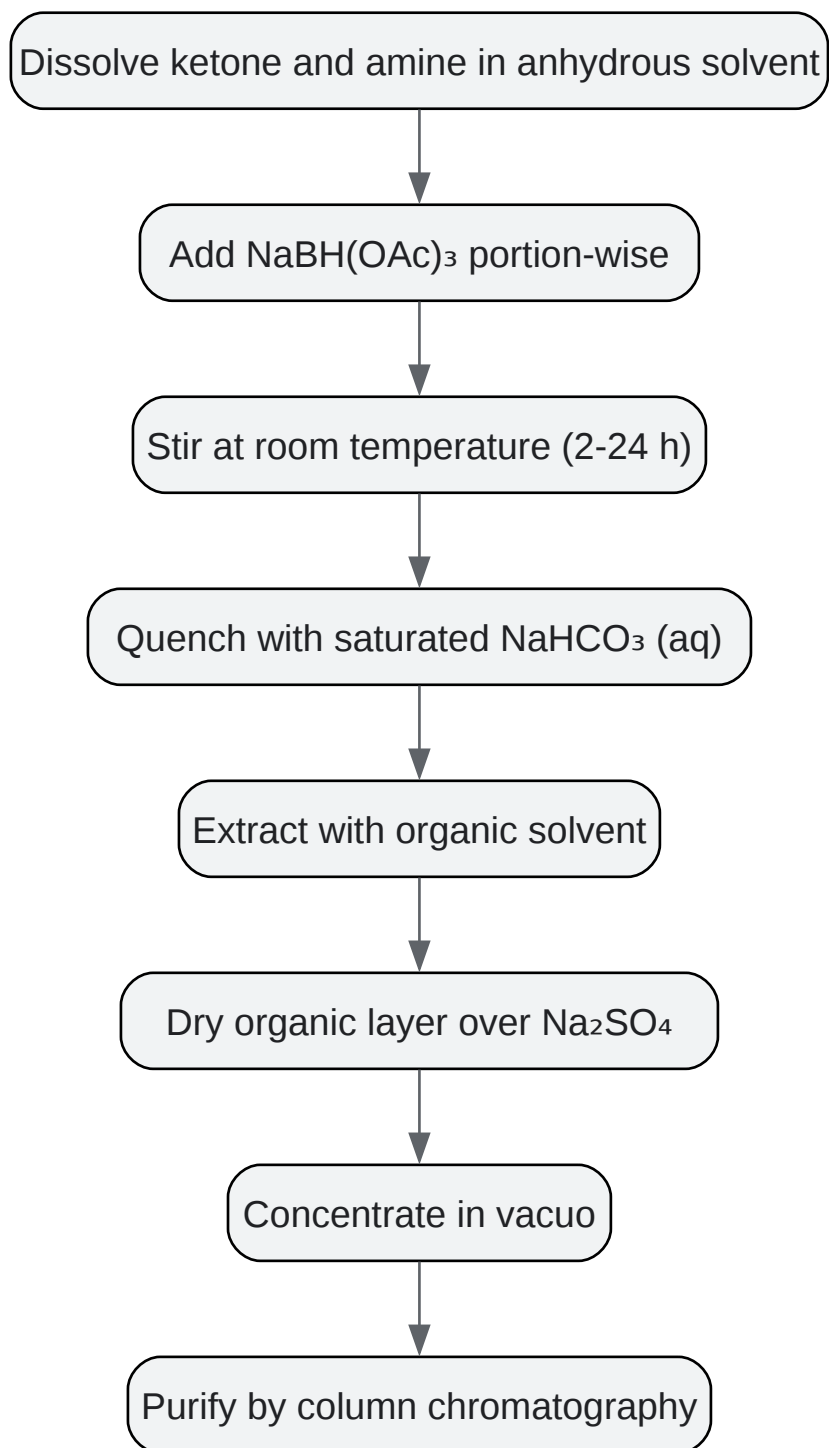 Dissolve ketone and amine in anhydrous solvent
Add NaBH(OAc)₃ portion-wise
Stir at room temperature (2-24 h)
Quench with saturated NaHCO₃ (aq)
Extract with organic solvent
Dry organic layer over Na₂SO₄
Concentrate in vacuo
Purify by column chromatography